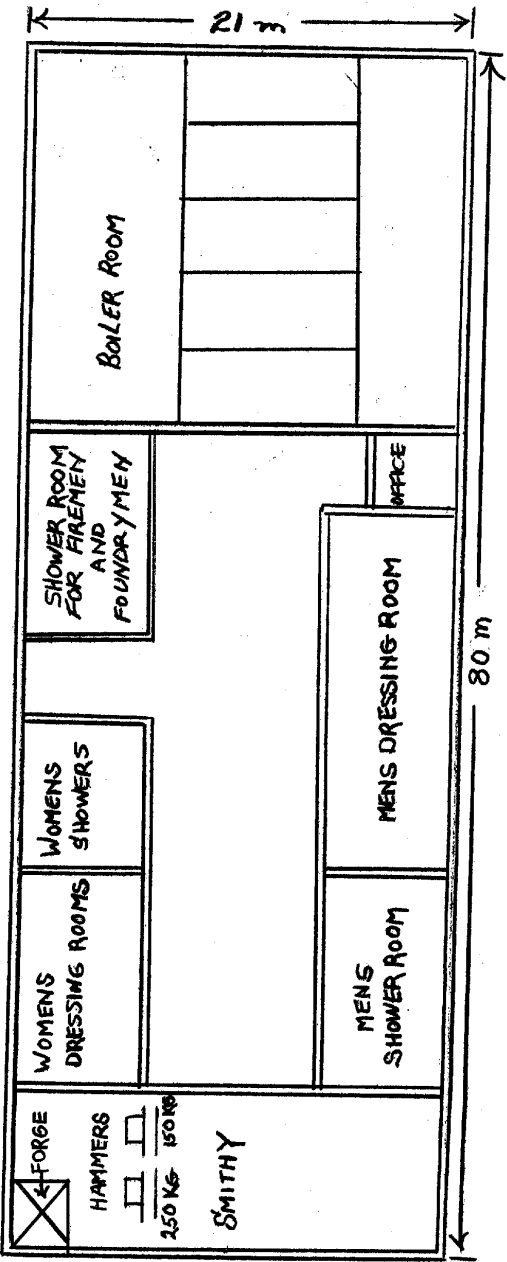 21 m
BOILER ROOM
SHOWER ROOM
FOR FIREMEN
AND
FOUNDRYMEN
OFFICE
WOMENS
SHOWERS
MENS DRESSING ROOM
80 m
WOMENS
DRESSING ROOMS
MENS
SHOWER ROOM
FORGE
HAMMERS
250 KG 150 KG
SMITHY